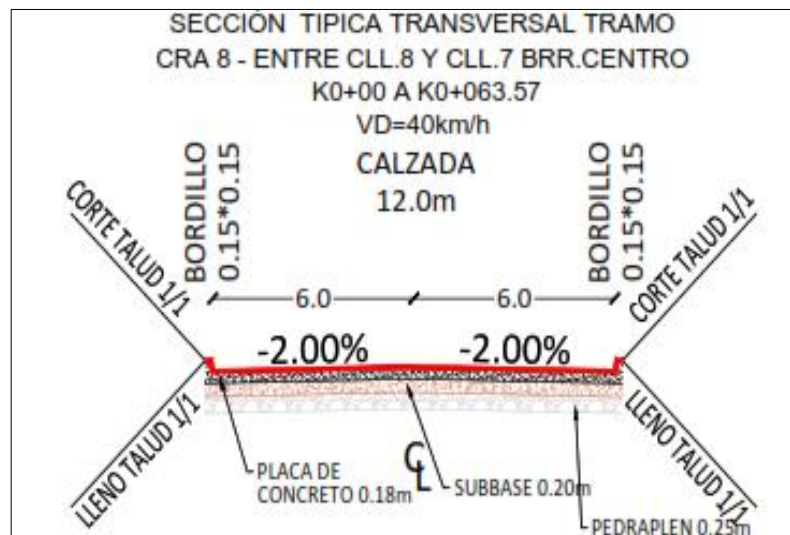 SECCIÓN TIPICA TRANSVERSAL TRAMO
CRA 8 - ENTRE CLL.8 Y CLL.7 BRR.CENTRO
K0+00 A K0+063.57
VD=40km/h
CALZADA
12.0m
BORDILLO
0.15*0.15
BORDILLO
0.15*0.15
CORTE TALUD 1/1
CORTE TALUD 1/1
6.0
6.0
-2.00%
-2.00%
LLENO TALUD 1/1
LLENO TALUD 1/1
PLACA DE
CONCRETO 0.18m
CL
SUBBASE 0.20m
PEDRAPLEN 0.25m